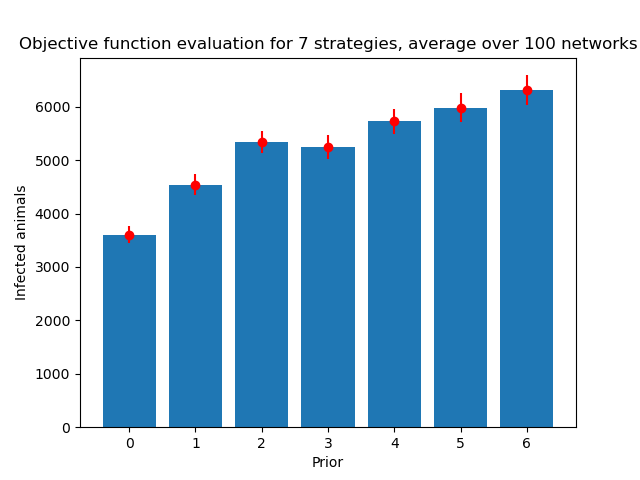 Objective function evaluation for 7 strategies, average over 100 networks
Infected animals
6000
5000
4000
3000
2000
1000
0
0 1 2 3 4 5 6
Prior